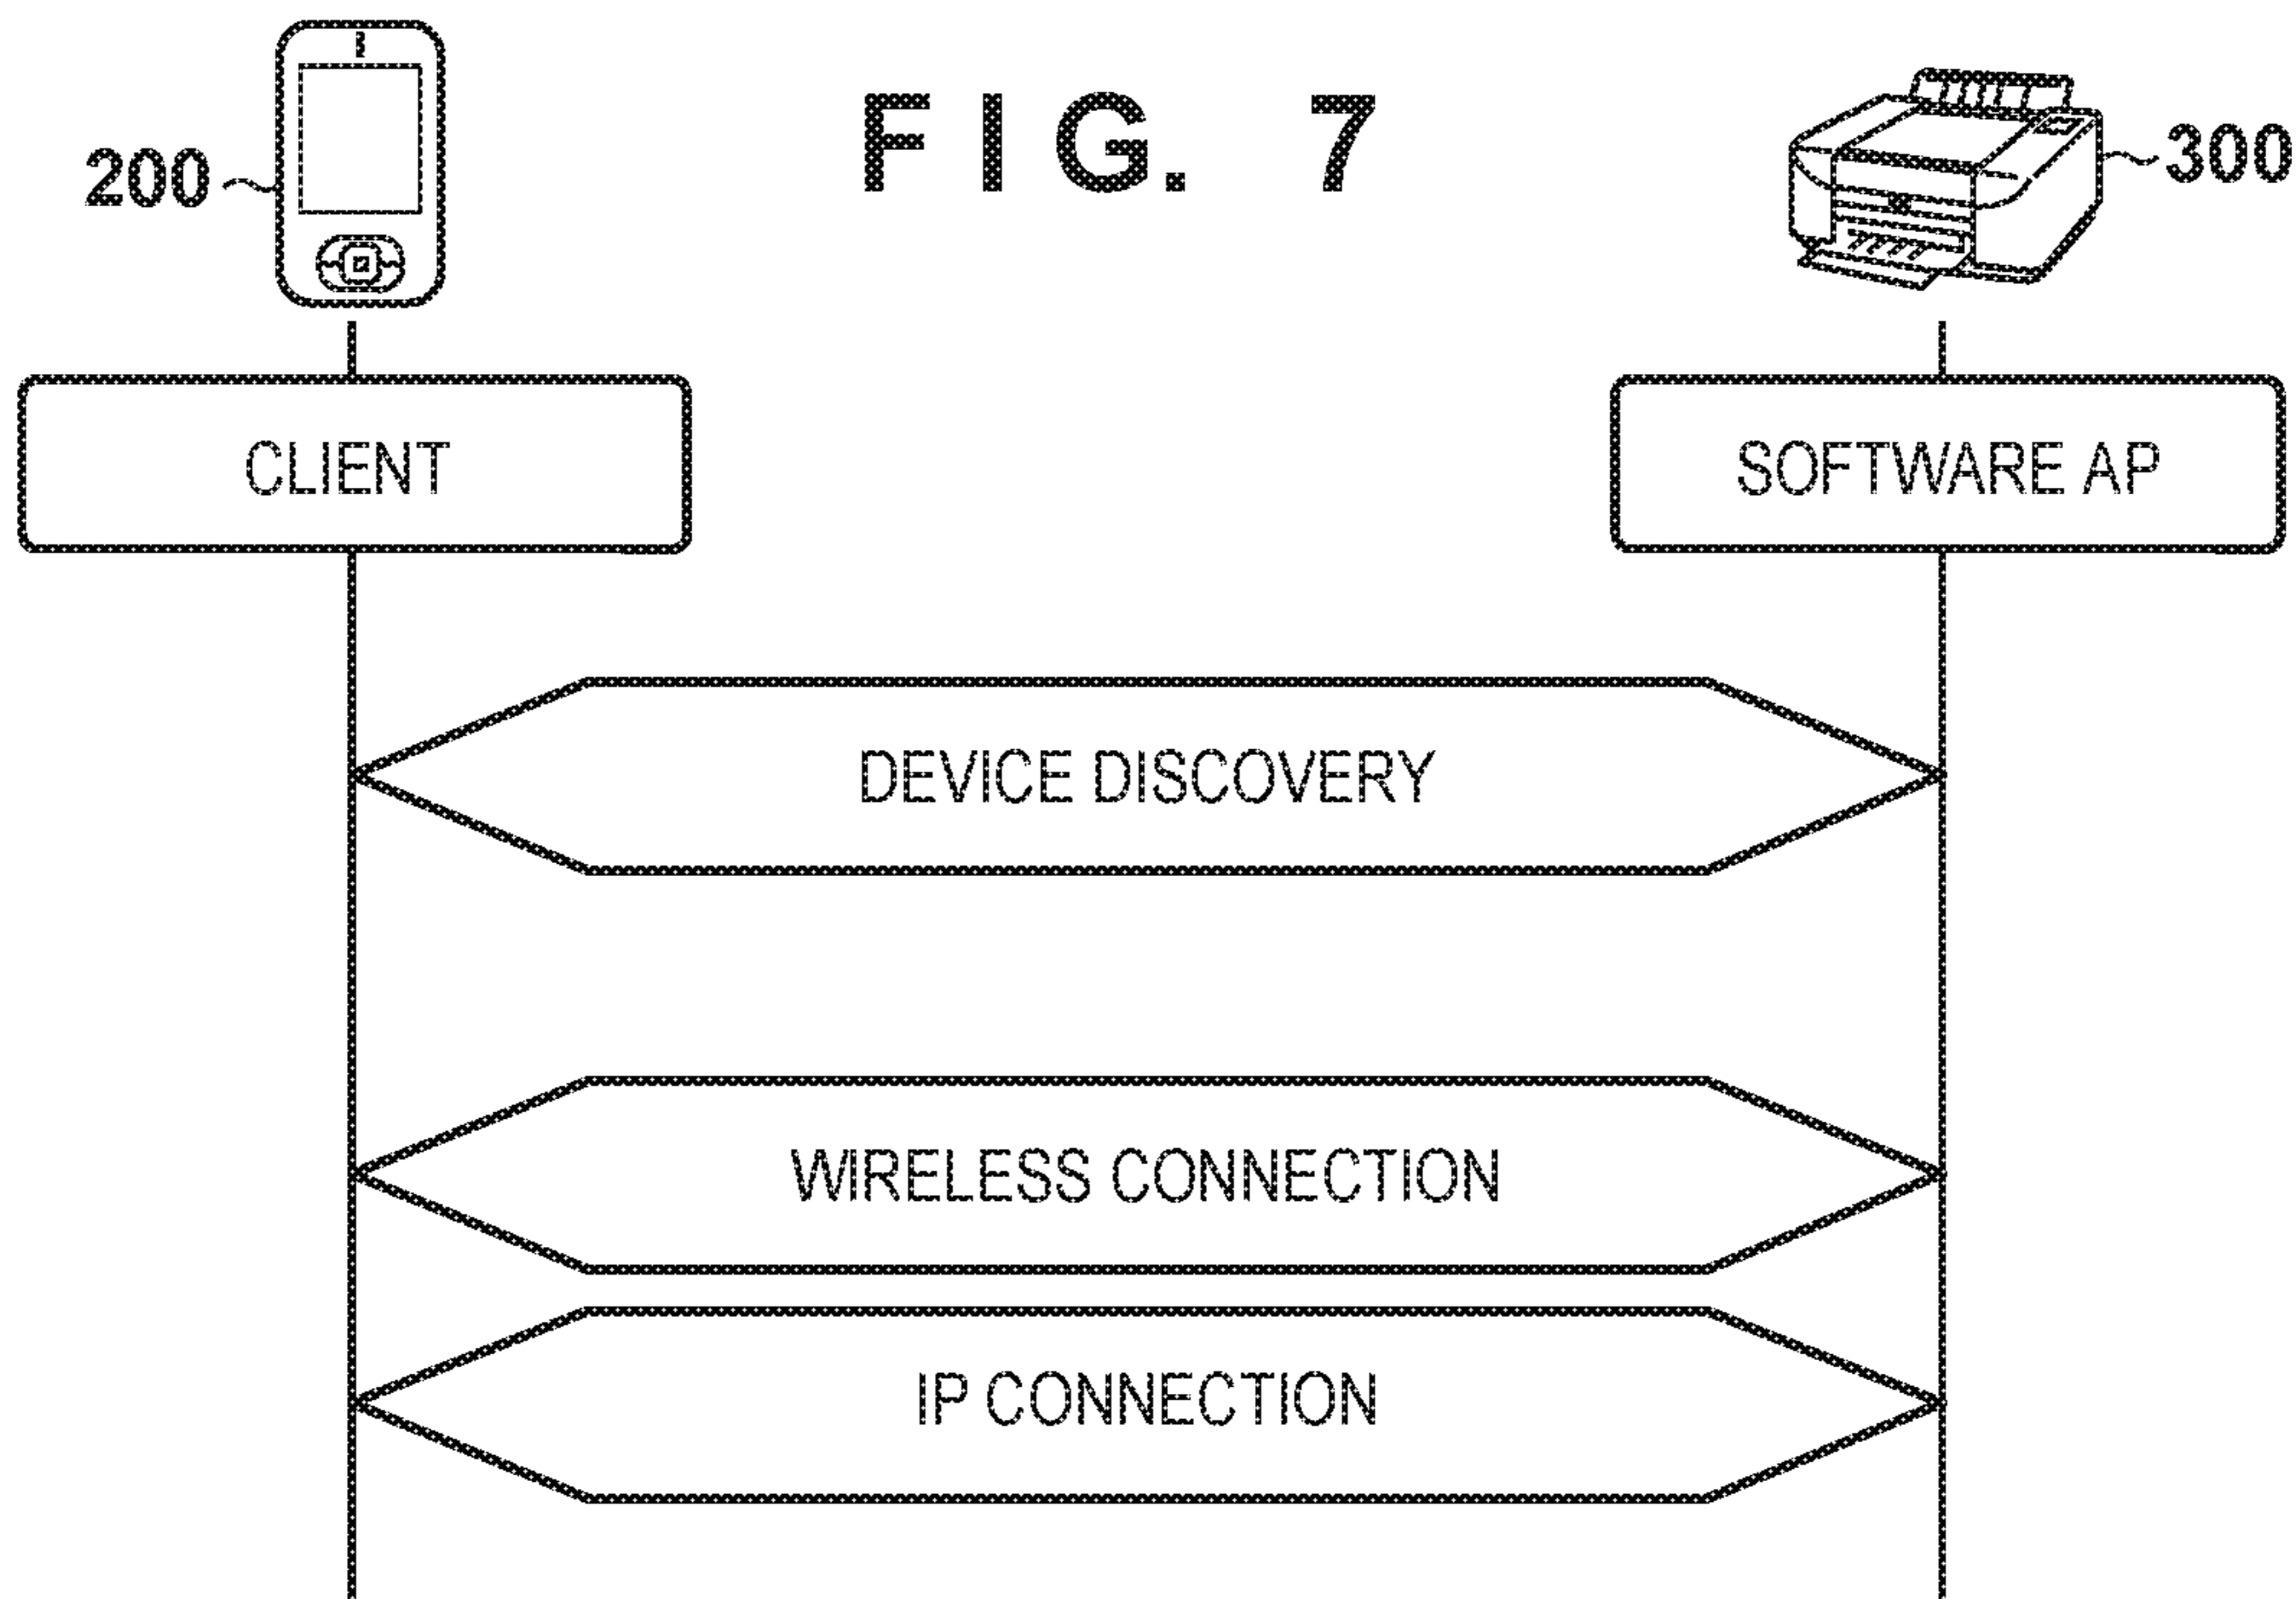 FIG. 7
200
300
CLIENT
SOFTWARE AP
DEVICE DISCOVERY
WIRELESS CONNECTION
IP CONNECTION